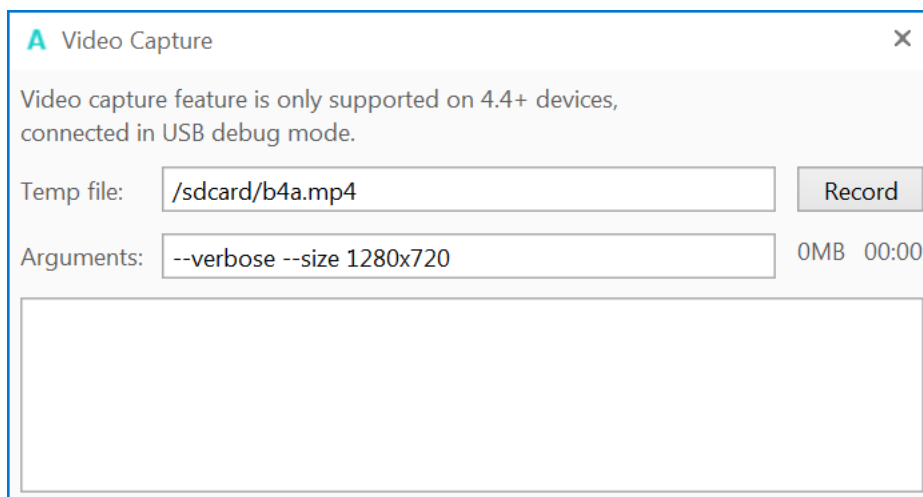 A Video Capture
Video capture feature is only supported on 4.4+ devices,
connected in USB debug mode.
Temp file: /sdcard/b4a.mp4 Record
Arguments: --verbose --size 1280x720 0MB 00:00